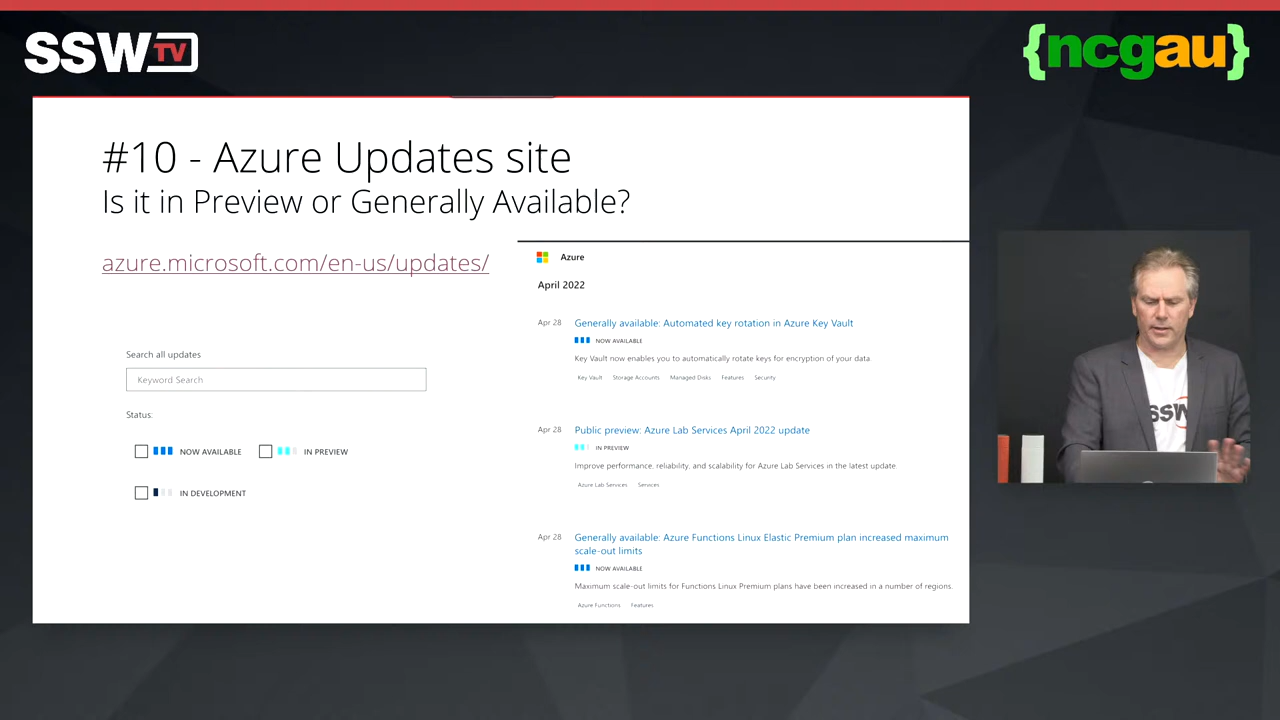 SSW TV
{ncgau}
#10 - Azure Updates site
Is it in Preview or Generally Available?
azure.microsoft.com/en-us/updates/
Search all updates
Keyword Search
Status:
NOW AVAILABLE
IN PREVIEW
IN DEVELOPMENT
Azure
April 2022
Apr 28
Generally available: Automated key rotation in Azure Key Vault
NOW AVAILABLE
Key Vault now enables you to automatically rotate keys for encryption of your data.
Key Vault Storage Accounts Managed Disks Features Security
Apr 28
Public preview: Azure Lab Services April 2022 update
IN PREVIEW
Improve performance, reliability, and scalability for Azure Lab Services in the latest update.
Azure Lab Services Services
Apr 28
Generally available: Azure Functions Linux Elastic Premium plan increased maximum
scale-out limits
NOW AVAILABLE
Maximum scale-out limits for Functions Linux Premium plans have been increased in a number of regions.
Azure Functions Features
SSW